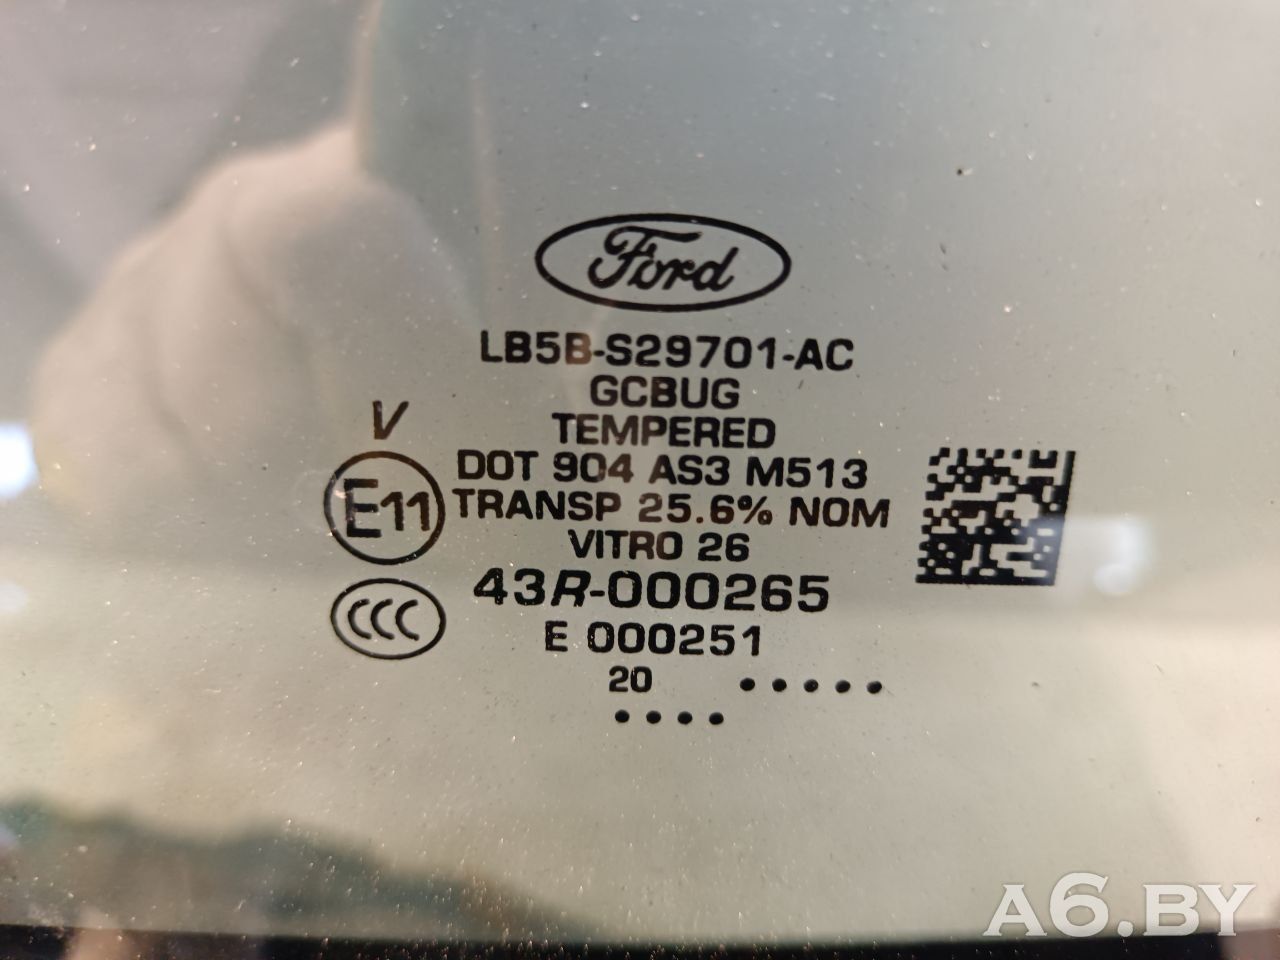 Ford
LB5B-S29701-AC
GCBUG
TEMPERED
V
DOT 904 AS3 M513
E11
TRANSP 25.6% NOM
VITRO 26
43R-000265
CCC
E 000251
20 •••••
••••
A6.BY